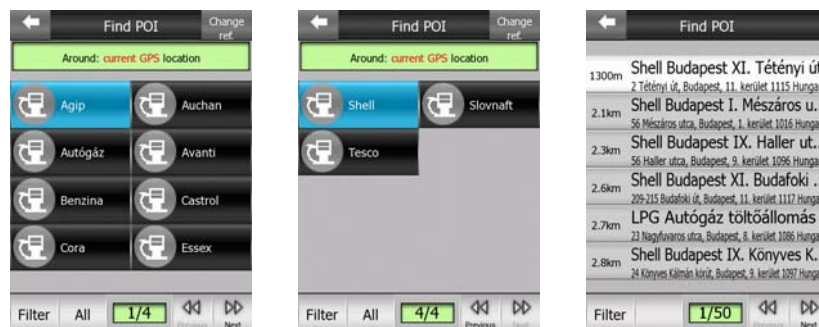 Find POI
Change
ref.
Around: current GPS location
Agip
Auchan
Autógáz
Avanti
Benzina
Castrol
Cora
Essex
Filter
All
1/4
Previous
Next
Find POI
Change
ref.
Around: current GPS location
Shell
Slovnaft
Tesco
Filter
All
4/4
Previous
Next
Find POI
1300m
Shell Budapest XI. Tétényi út
2 Tétényi út, Budapest, 11. kerület 1115 Hunga
2.1km
Shell Budapest I. Mészáros u..
56 Mészáros utca, Budapest, 1. kerület 1016 Hunga
2.3km
Shell Budapest IX. Haller ut..
56 Haller utca, Budapest, 9. kerület 1096 Hunga
2.6km
Shell Budapest XI. Budafoki ..
209-215 Budafoki út, Budapest, 11. kerület 1117 Hunga
2.7km
LPG Autógáz töltőállomás
23 Nagyfuvaros utca, Budapest, 8. kerület 1086 Hunga
2.8km
Shell Budapest IX. Könyves K.
24 Könyves Kálmán körút, Budapest, 9. kerület 1097 Hunga
Filter
1/50
Previous
Next